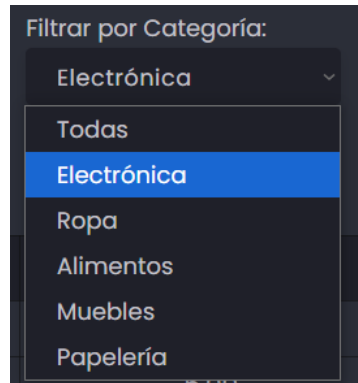 Filtrar por Categoría:
Electrónica
Todas
Electrónica
Ropa
Alimentos
Muebles
Papelería